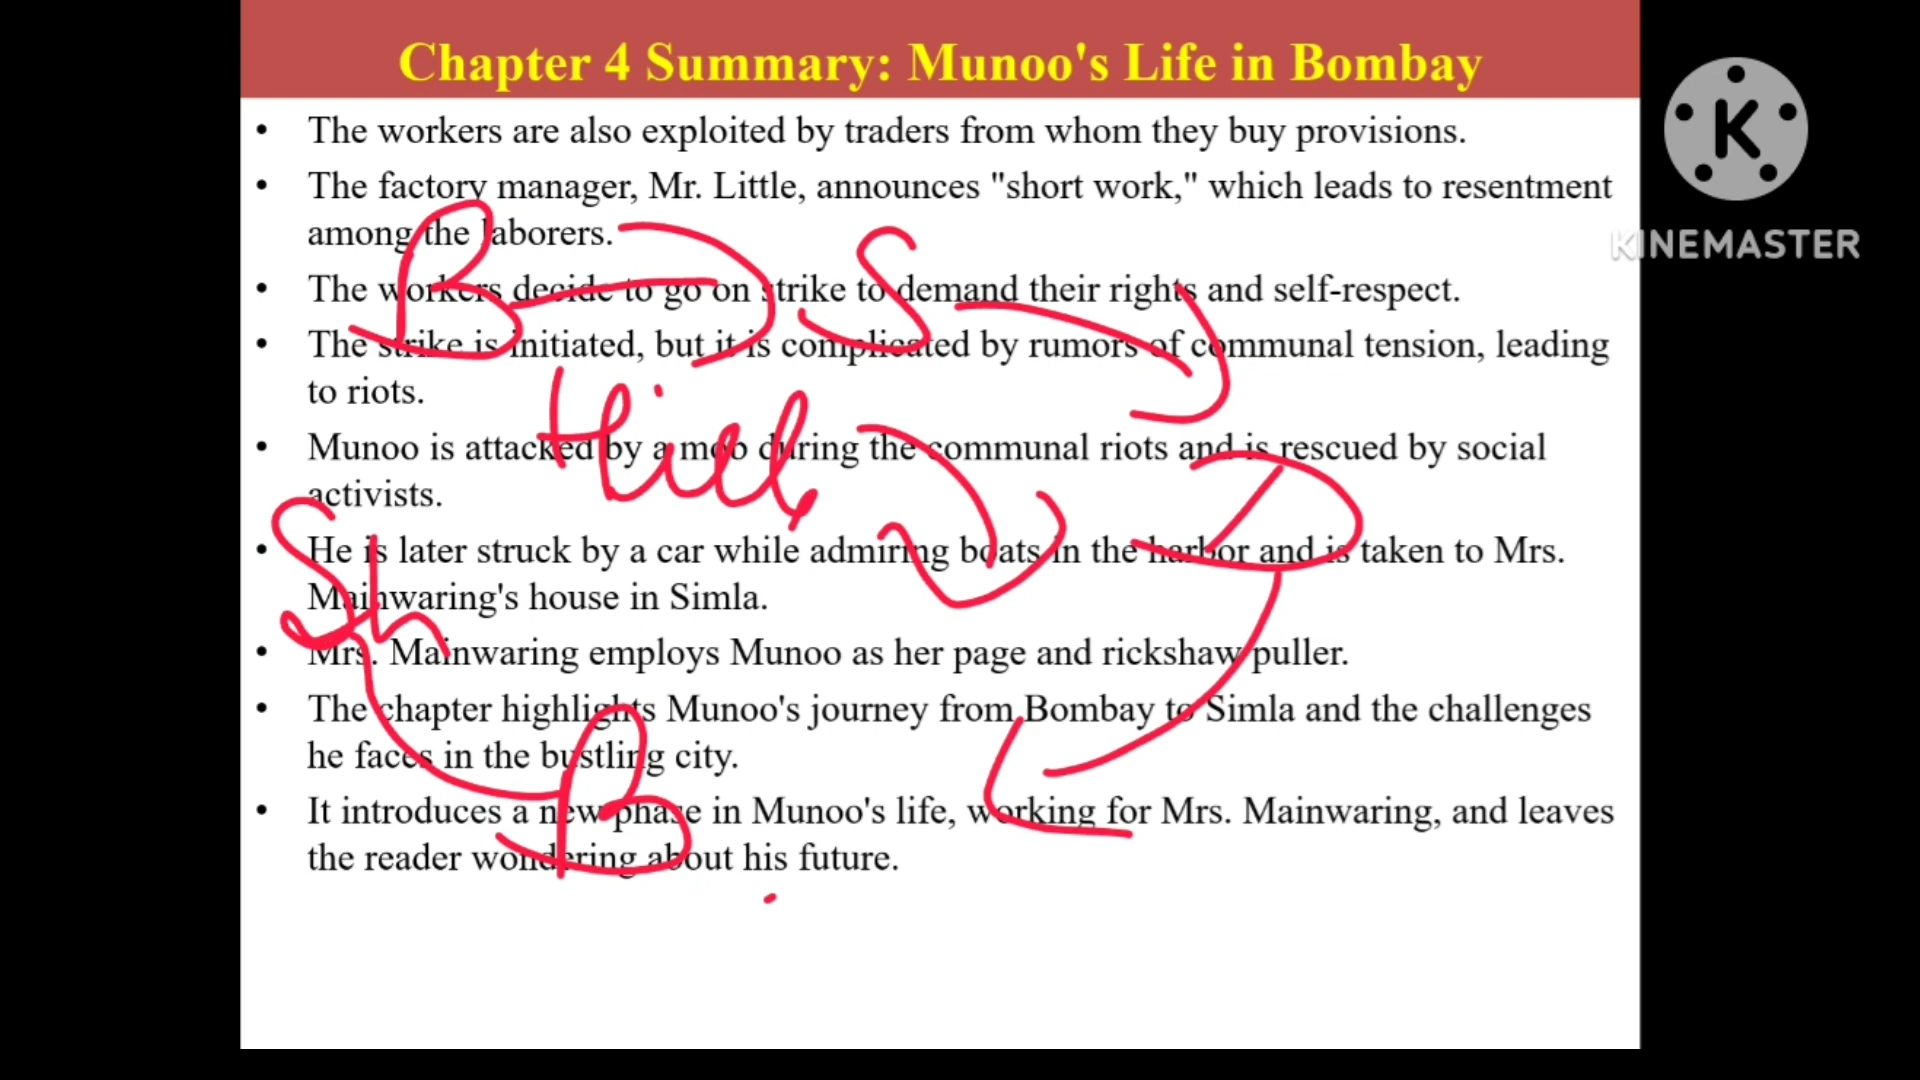 Chapter 4 Summary: Munoo's Life in Bombay
• The workers are also exploited by traders from whom they buy provisions.
• The factory manager, Mr. Little, announces "short work," which leads to resentment
among the laborers.
• The workers decide to go on strike to demand their rights and self-respect.
• The strike is initiated, but it is complicated by rumors of communal tension, leading
to riots.
• Munoo is attacked by a mob during the communal riots and is rescued by social
activists.
• He is later struck by a car while admiring boats in the harbor and is taken to Mrs.
Mainwaring's house in Simla.
• Mrs. Mainwaring employs Munoo as her page and rickshaw puller.
• The chapter highlights Munoo's journey from Bombay to Simla and the challenges
he faces in the bustling city.
• It introduces a new phase in Munoo's life, working for Mrs. Mainwaring, and leaves
the reader wondering about his future.
B S
D
Sh
B
K
KINEMASTER